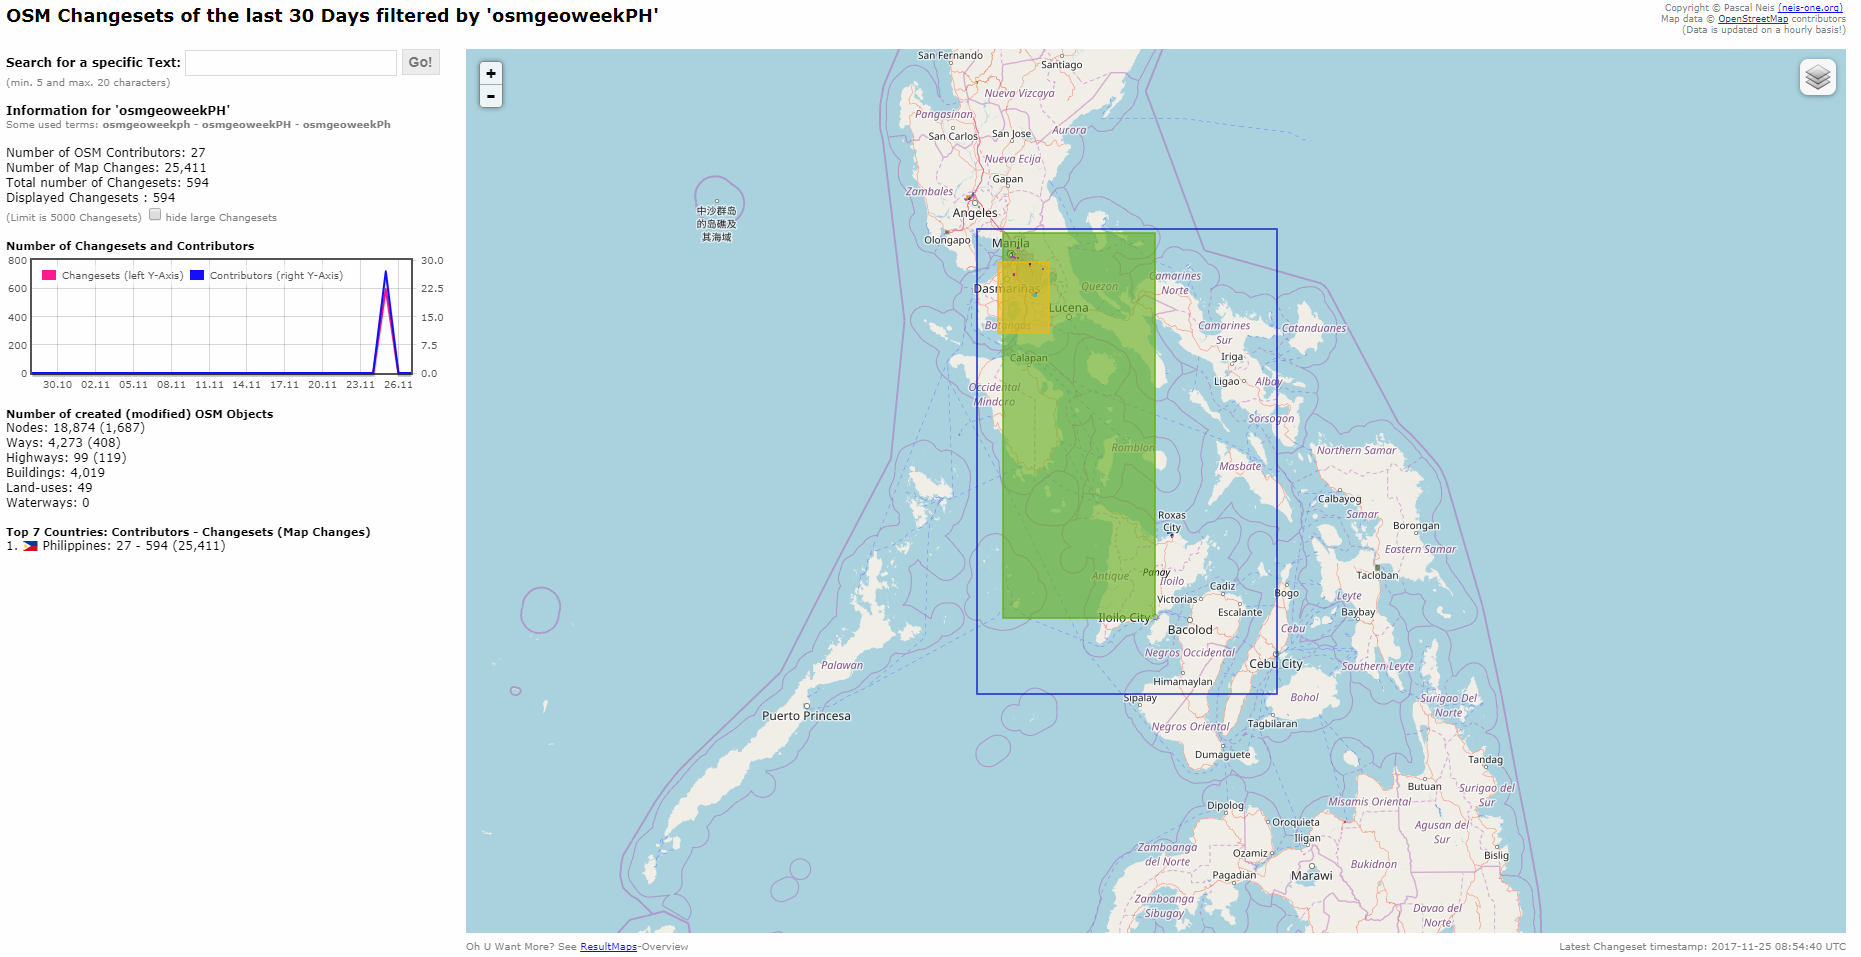 OSM Changesets of the last 30 Days filtered by 'osmgeoweekPH'
Copyright © Pascal Neis (neis-one.org)
Map data © OpenStreetMap contributors
(Data is updated on a hourly basis!)
Search for a specific Text:
Go!
(min. 5 and max. 20 characters)
Information for 'osmgeoweekPH'
Some used terms: osmgeoweekph - osmgeoweekPH - osmgeoweekPh
Number of OSM Contributors: 27
Number of Map Changes: 25,411
Total number of Changesets: 594
Displayed Changesets : 594
(Limit is 5000 Changesets) hide large Changesets
Number of Changesets and Contributors
Changesets (left Y-Axis) Contributors (right Y-Axis)
800 30.0
600 22.5
400 15.0
200 7.5
0 0.0
30.10 02.11 05.11 08.11 11.11 14.11 17.11 20.11 23.11 26.11
Number of created (modified) OSM Objects
Nodes: 18,874 (1,687)
Ways: 4,273 (408)
Highways: 99 (119)
Buildings: 4,019
Land-uses: 49
Waterways: 0
Top 7 Countries: Contributors - Changesets (Map Changes)
1. Philippines: 27 - 594 (25,411)
+
-
San Fernando
Santiago
Nueva Vizcaya
Pangasinan
San Carlos
San Jose
Aurora
Nueva Ecija
Gapan
Zambales
Angeles
中沙群岛
的岛礁及
其海域
Olongapo
Manila
Dasmariñas
Quezon
Camarines
Norte
Lucena
Batangas
Camarines
Sur
Catanduanes
Calapan
Iriga
Ligao
Albay
Occidental
Mindoro
Sorsogon
Romblon
Masbate
Northern Samar
Calbayog
Samar
Borongan
Eastern Samar
Roxas
City
Antique
Panay
Iloilo
Tacloban
Cadiz
Bogo
Leyte
Victorias
Escalante
Baybay
Iloilo City
Bacolod
Cebu
Negros Occidental
Cebu City
Southern Leyte
Palawan
Himamaylan
Sipalay
Bohol
Surigao Del
Norte
Puerto Princesa
Negros Oriental
Tagbilaran
Dumaguete
Tandag
Butuan
Surigao del
Sur
Misamis Oriental
Dipolog
Oroquieta
Iligan
Agusan del
Sur
Zamboanga
del Norte
Ozamiz
Bislig
Bukidnon
Pagadian
Marawi
Zamboanga
Sibugay
Davao del
Norte
Oh U Want More? See ResultMaps-Overview
Latest Changeset timestamp: 2017-11-25 08:54:40 UTC